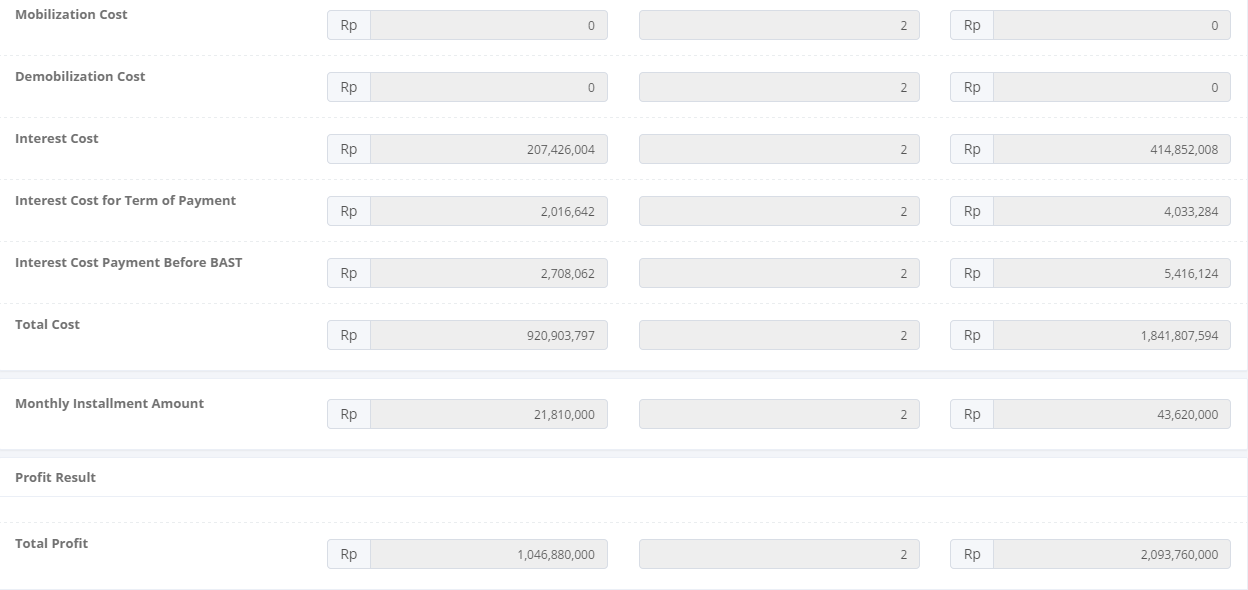 Mobilization Cost Rp 0 2 Rp 0
Demobilization Cost Rp 0 2 Rp 0
Interest Cost Rp 207,426,004 2 Rp 414,852,008
Interest Cost for Term of Payment Rp 2,016,642 2 Rp 4,033,284
Interest Cost Payment Before BAST Rp 2,708,062 2 Rp 5,416,124
Total Cost Rp 920,903,797 2 Rp 1,841,807,594
Monthly Installment Amount Rp 21,810,000 2 Rp 43,620,000
Profit Result
Total Profit Rp 1,046,880,000 2 Rp 2,093,760,000